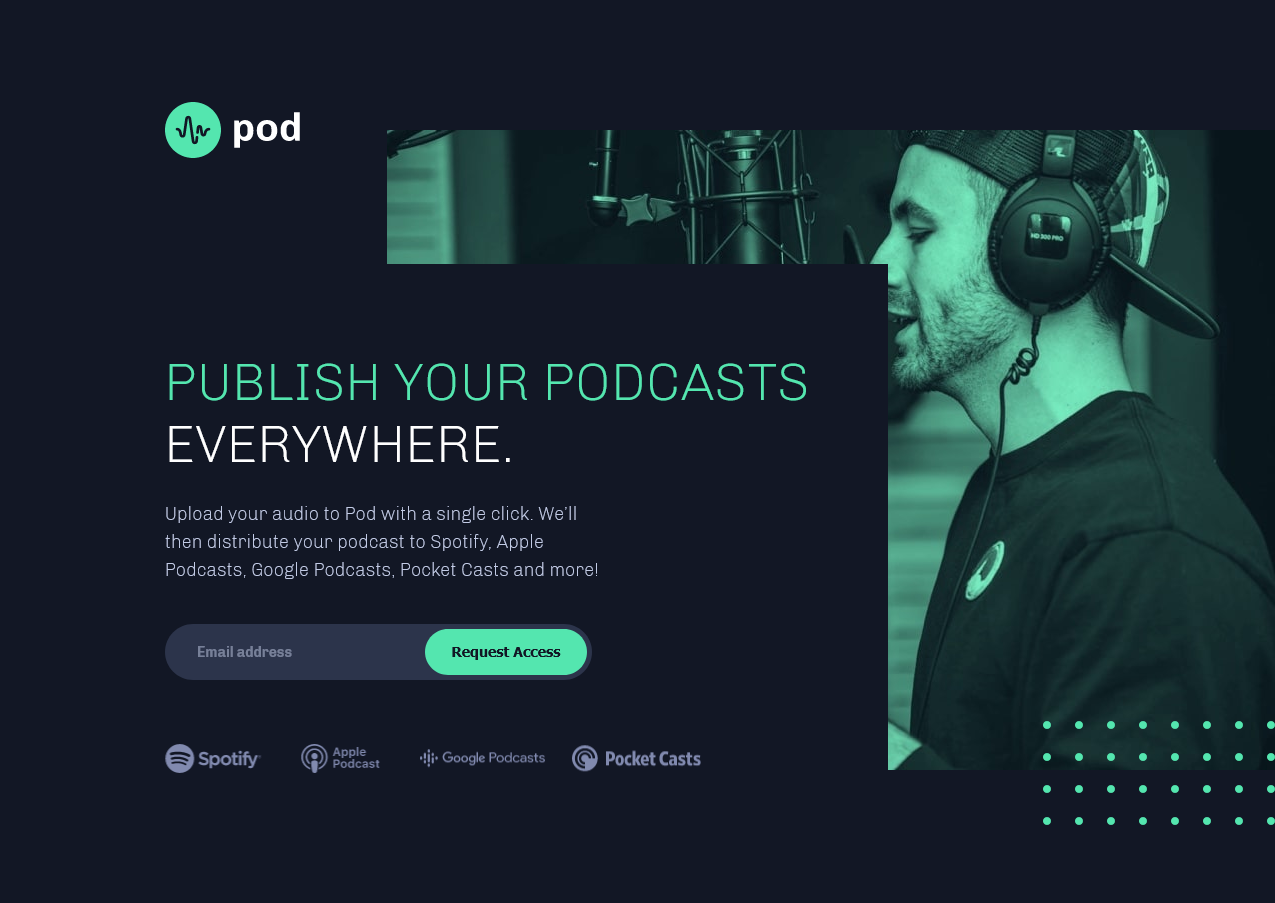 pod
HD 300 PRO
PUBLISH YOUR PODCASTS
EVERYWHERE.
Upload your audio to Pod with a single click. We’ll
then distribute your podcast to Spotify, Apple
Podcasts, Google Podcasts, Pocket Casts and more!
Email address
Request Access
Spotify
Apple
Podcast
Google Podcasts
Pocket Casts